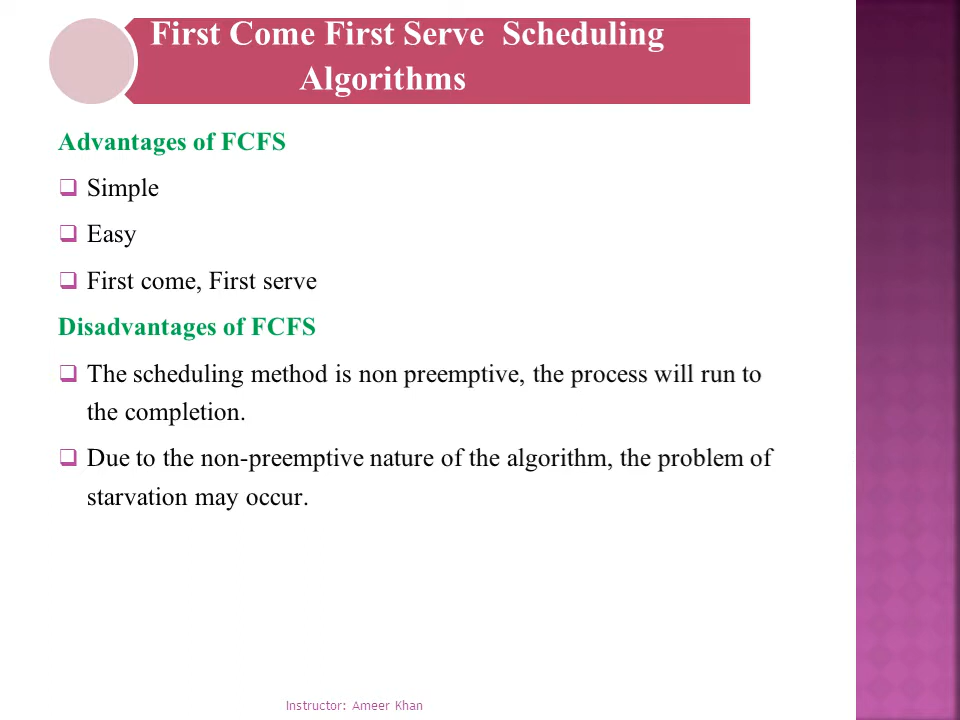 First Come First Serve  Scheduling
Algorithms
Advantages of FCFS
Simple
Easy
First come, First serve
Disadvantages of FCFS
The scheduling method is non preemptive, the process will run to
the completion.
Due to the non-preemptive nature of the algorithm, the problem of
starvation may occur.
Instructor: Ameer Khan